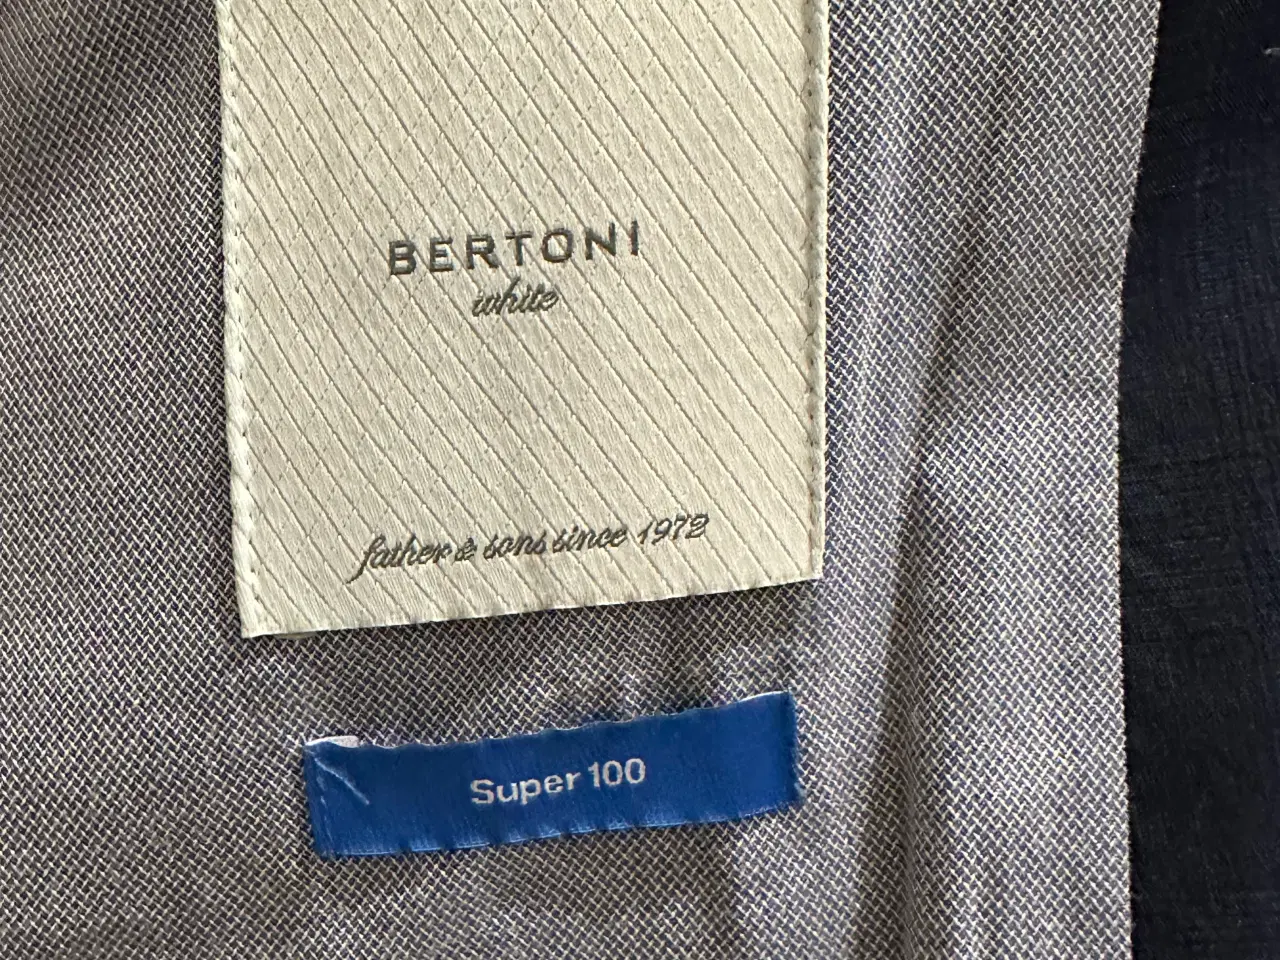 BERTONI
white
father & sons since 1972
Super 100